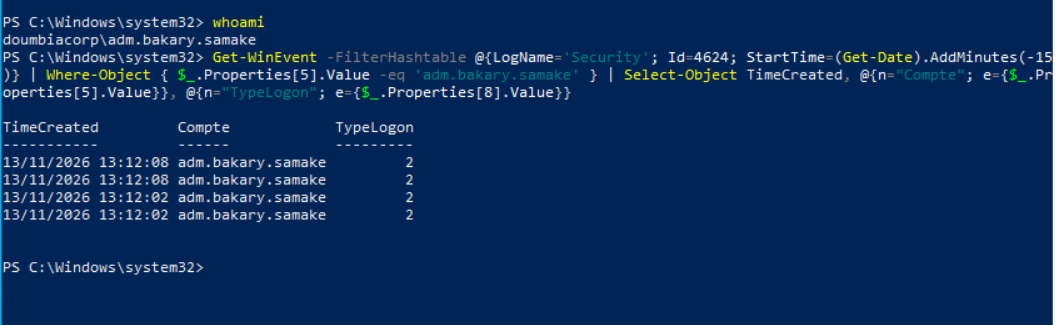 PS C:\Windows\system32> whoami
doumbiacorp\adm.bakary.samake
PS C:\Windows\system32> Get-WinEvent -FilterHashtable @{LogName='Security'; Id=4624; StartTime=(Get-Date).AddMinutes(-15
)} | Where-Object { $_.Properties[5].Value -eq 'adm.bakary.samake' } | Select-Object TimeCreated, @{n="Compte"; e={$_.Pr
operties[5].Value}}, @{n="TypeLogon"; e={$_.Properties[8].Value}}
TimeCreated Compte TypeLogon
----------- ------ ---------
13/11/2026 13:12:08 adm.bakary.samake 2
13/11/2026 13:12:08 adm.bakary.samake 2
13/11/2026 13:12:02 adm.bakary.samake 2
13/11/2026 13:12:02 adm.bakary.samake 2
PS C:\Windows\system32>